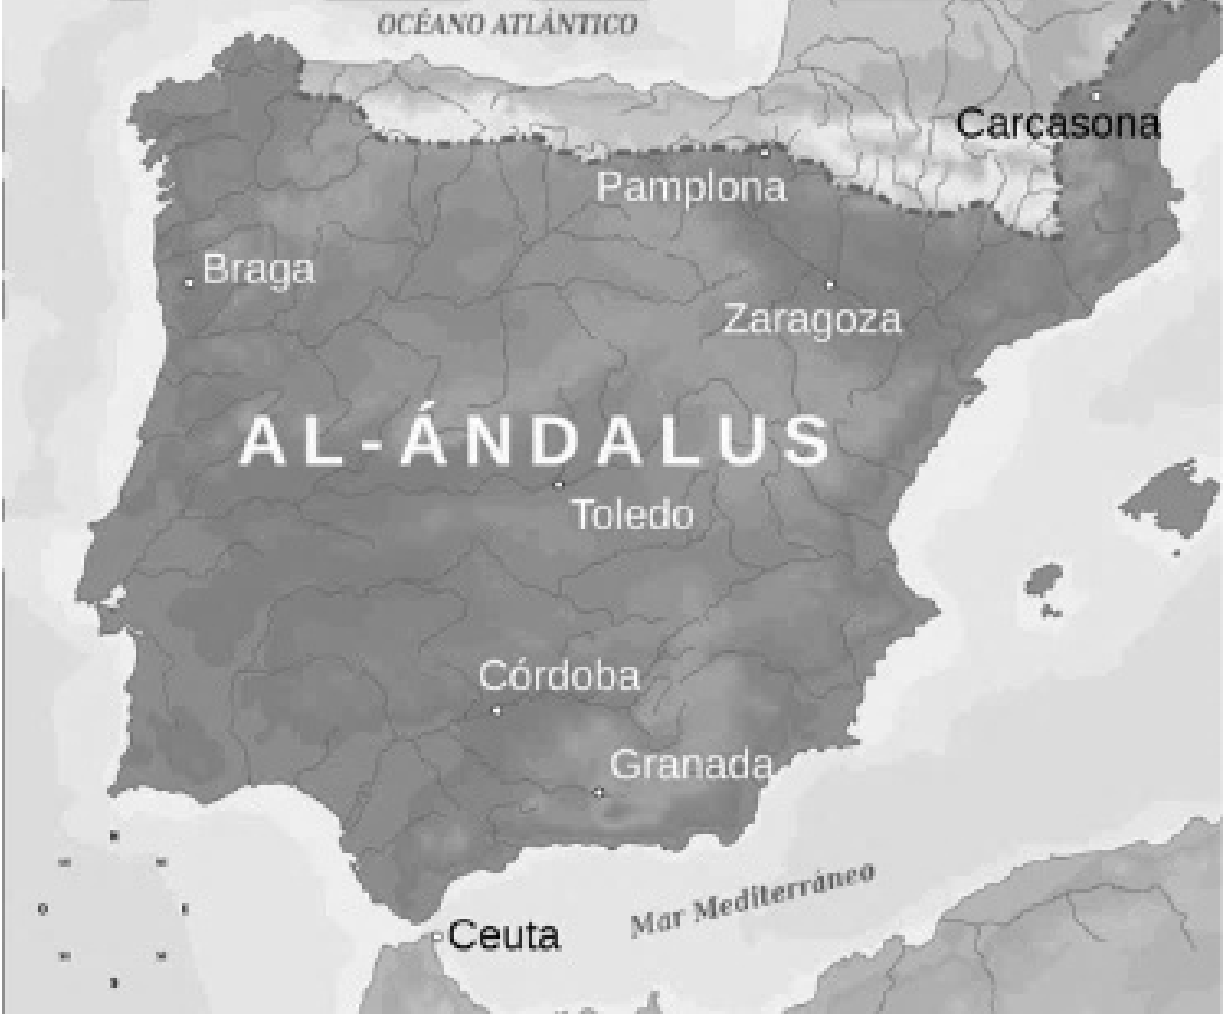 OCÉANO ATLÁNTICO
Carcasona
Pamplona
Braga
Zaragoza
AL-ÁNDALUS
Toledo
Córdoba
Granada
Mar Mediterráneo
Ceuta